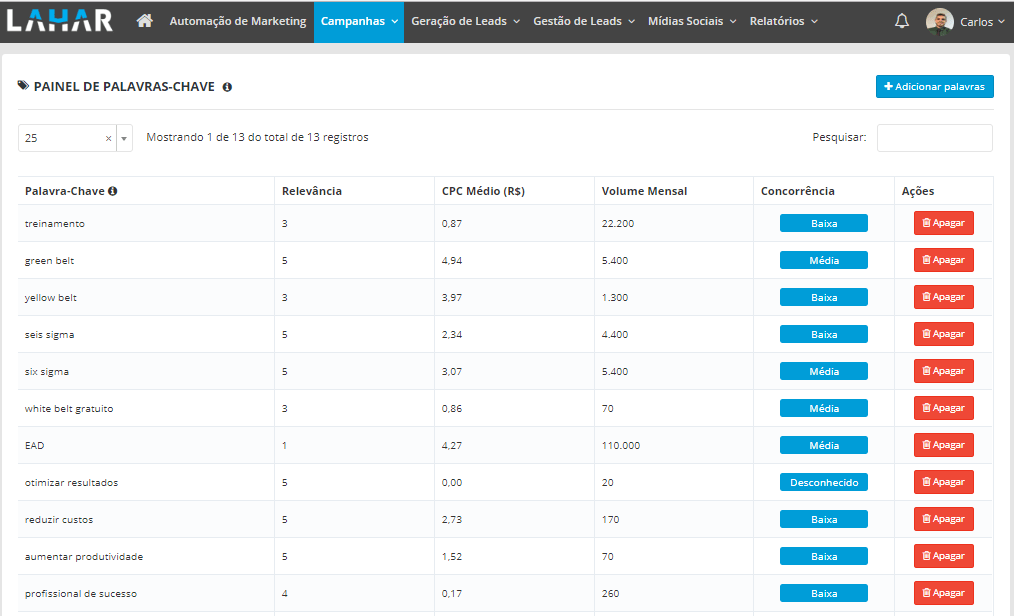 LAHAR Automação de Marketing Campanhas Geração de Leads Gestão de Leads Mídias Sociais Relatórios Carlos
PAINEL DE PALAVRAS-CHAVE Adicionar palavras
25 Mostrando 1 de 13 do total de 13 registros Pesquisar:
Palavra-Chave Relevância CPC Médio (R$) Volume Mensal Concorrência Ações
treinamento 3 0,87 22.200 Baixa Apagar
green belt 5 4,94 5.400 Média Apagar
yellow belt 3 3,97 1.300 Baixa Apagar
seis sigma 5 2,34 4.400 Baixa Apagar
six sigma 5 3,07 5.400 Média Apagar
white belt gratuito 3 0,86 70 Média Apagar
EAD 1 4,27 110.000 Média Apagar
otimizar resultados 5 0,00 20 Desconhecido Apagar
reduzir custos 5 2,73 170 Baixa Apagar
aumentar produtividade 5 1,52 70 Baixa Apagar
profissional de sucesso 4 0,17 260 Baixa Apagar